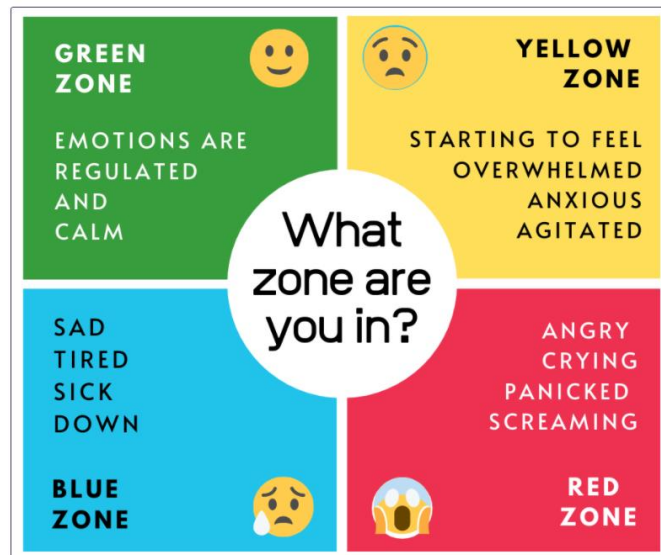 GREEN
ZONE
EMOTIONS ARE
REGULATED
AND
CALM
YELLOW
ZONE
STARTING TO FEEL
OVERWHELMED
ANXIOUS
AGITATED
What
zone are
you in?
SAD
TIRED
SICK
DOWN
BLUE
ZONE
ANGRY
CRYING
PANICKED
SCREAMING
RED
ZONE